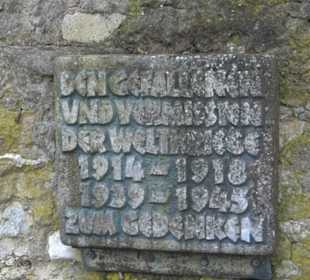 DEN GEFALLENEN
UND VERMISSTEN
DER WELTKRIEGE
1914 - 1918
1939 - 1945
ZUM GEDENKEN